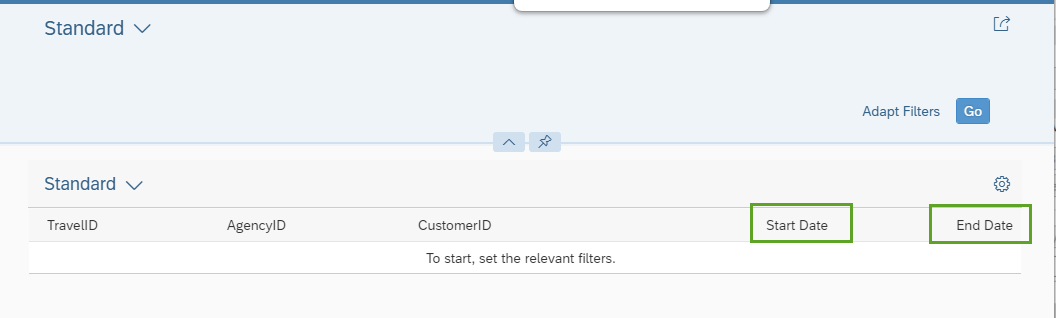 Standard
Adapt Filters Go
Standard
TravelID AgencyID CustomerID Start Date End Date
To start, set the relevant filters.